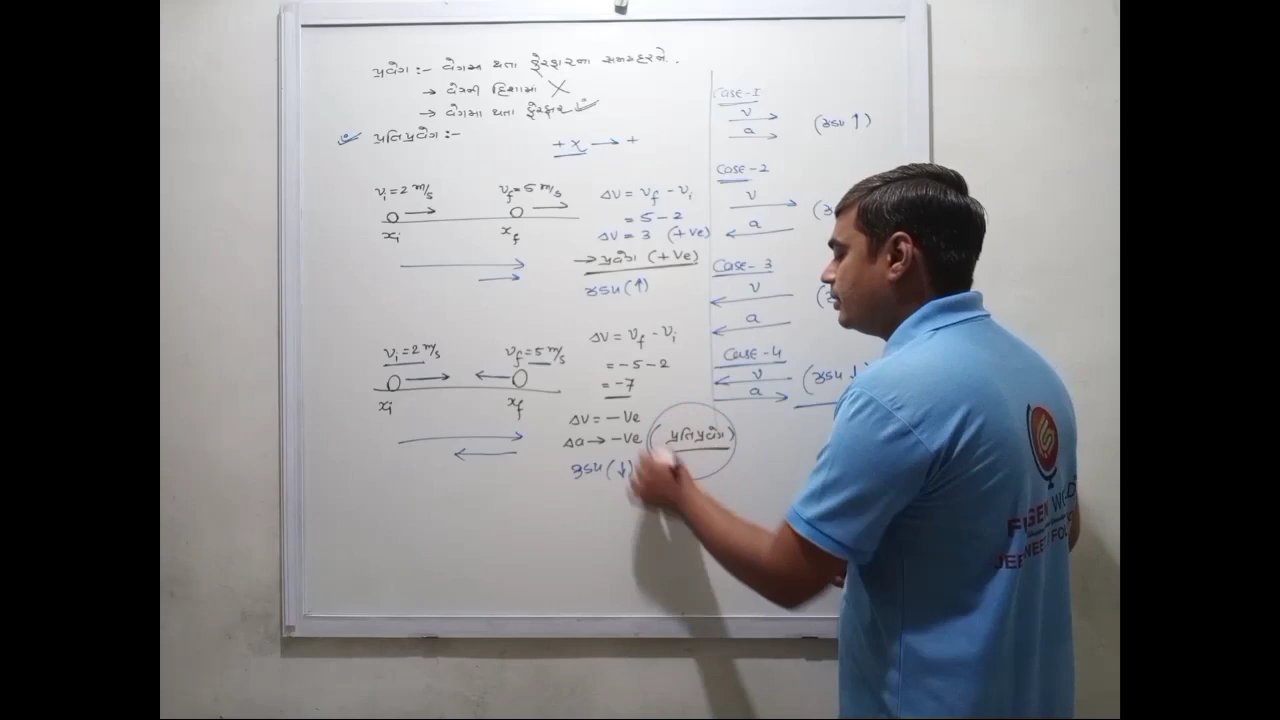 પ્રવેગ :- વેગમાં થતા ફેરફારના સમયદરને.
→ વેગની દિશામાં X
→ વેગમા થતા ફેરફાર
પ્રતિપ્રવેગ :-
+ x → +
vi = 2 m/s vf = 5 m/s
xi xf
Δv = vf - vi
= 5 - 2
Δv = 3 (+ve)
→ પ્રવેગ (+ve)
ઝડપ (↑)
vi = 2 m/s vf = 5 m/s
xi xf
Δv = vf - vi
= -5 - 2
= -7
Δv = -ve
Δa → -ve (પ્રતિપ્રવેગ)
ઝડપ (↓)
Case-1
v
a
(ઝડપ ↑)
Case-2
v
a
Case-3
v
a
Case-4
v
a
(ઝડપ ↓)